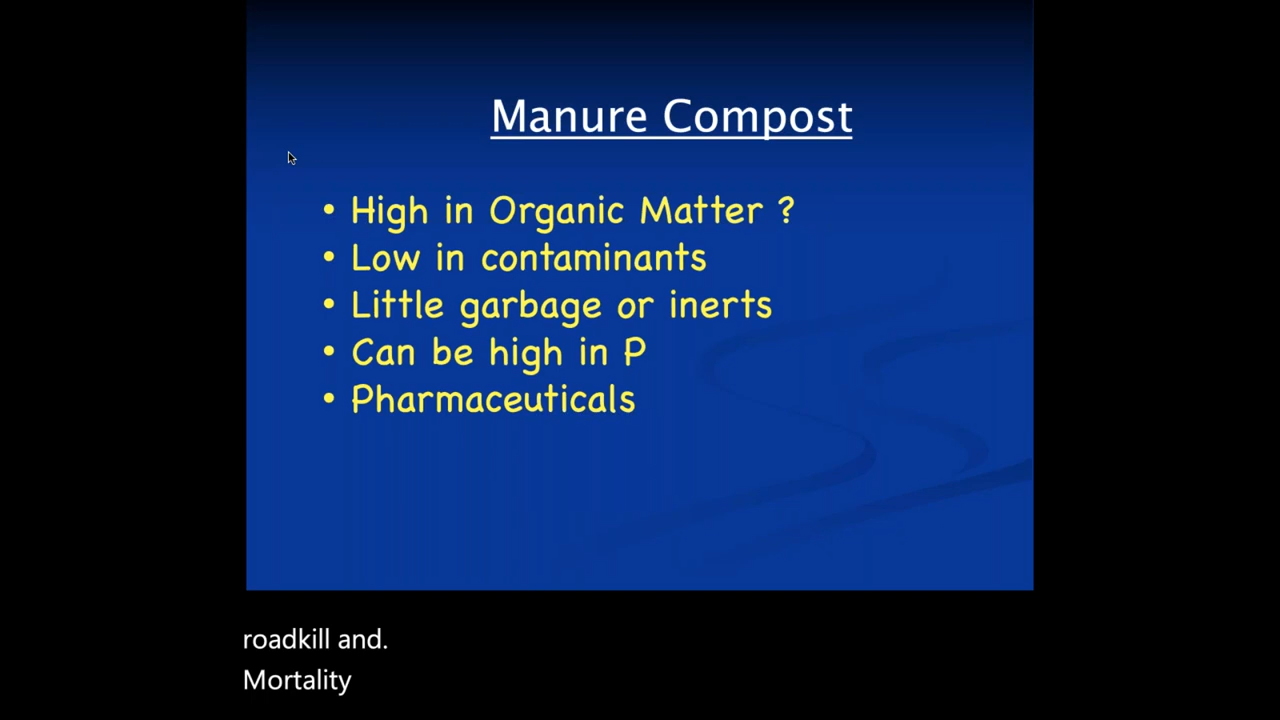 Manure Compost
• High in Organic Matter ?
• Low in contaminants
• Little garbage or inerts
• Can be high in P
• Pharmaceuticals
roadkill and.
Mortality